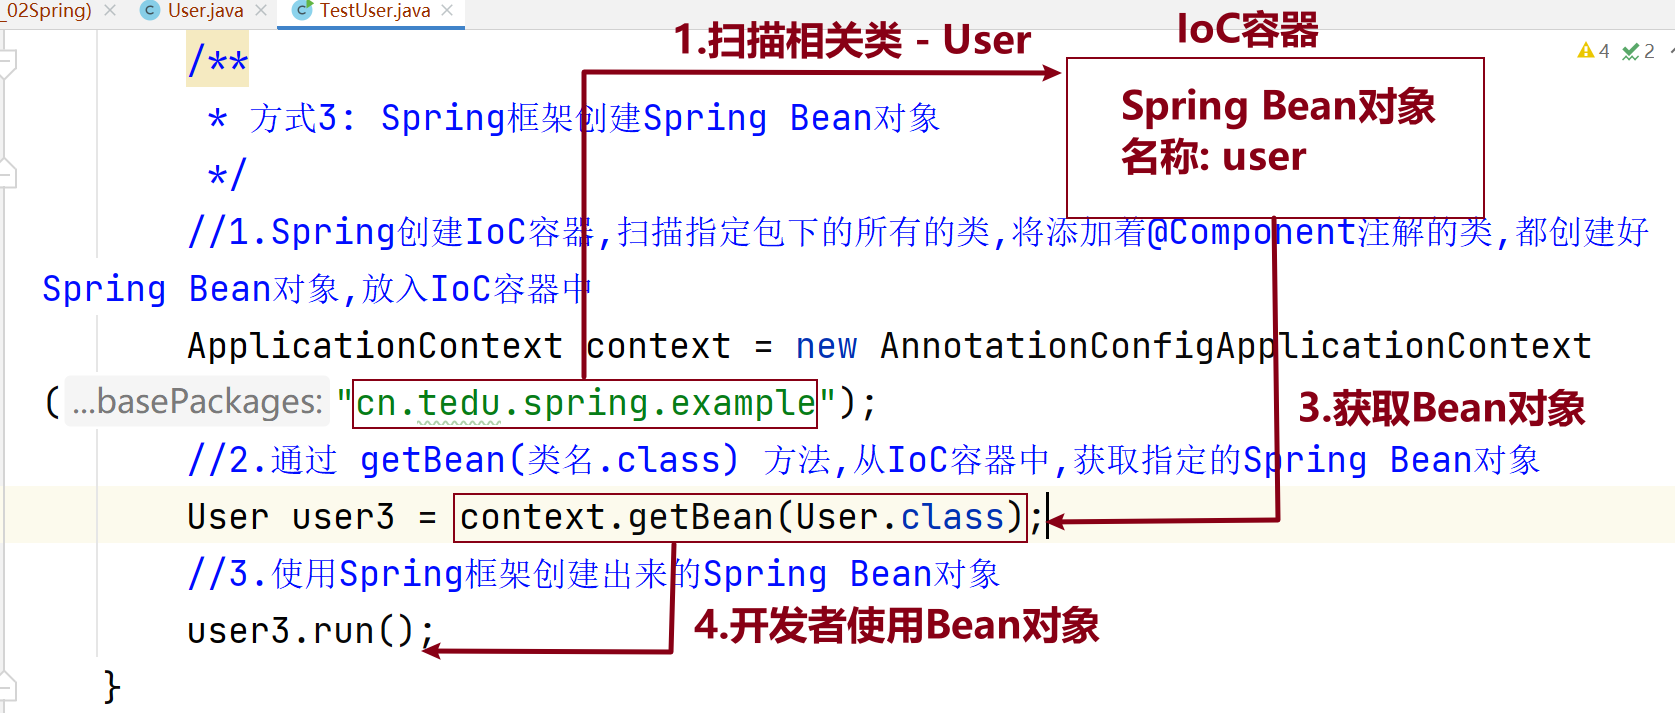 _02Spring)
User.java
TestUser.java
1.扫描相关类 - User
IoC容器
4
2
/**
Spring Bean对象
名称: user
* 方式3: Spring框架创建Spring Bean对象
*/
//1.Spring创建IoC容器,扫描指定包下的所有的类,将添加着@Component注解的类,都创建好
Spring Bean对象,放入IoC容器中
ApplicationContext context = new AnnotationConfigApplicationContext
(...basePackages: "cn.tedu.spring.example");
3.获取Bean对象
//2.通过 getBean(类名.class) 方法,从IoC容器中,获取指定的Spring Bean对象
User user3 = context.getBean(User.class);
//3.使用Spring框架创建出来的Spring Bean对象
4.开发者使用Bean对象
user3.run();
}